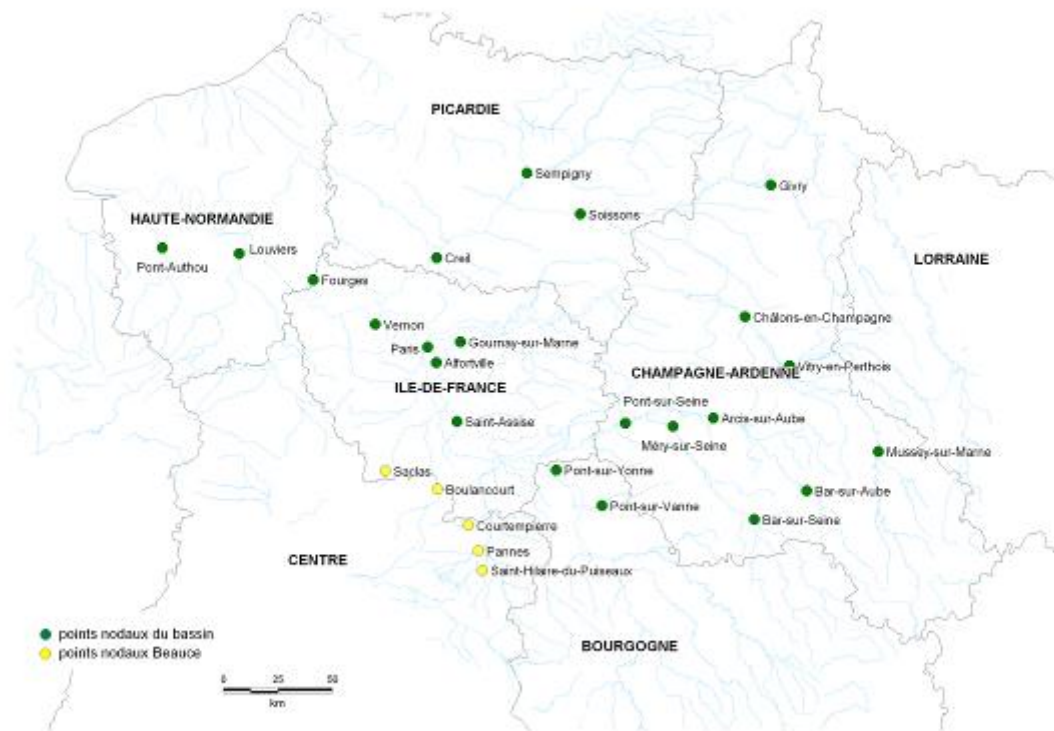 PICARDIE
Sempigny
Givry
Soissons
HAUTE-NORMANDIE
Louviers
Pont-Authou
Creil
LORRAINE
Fourges
Châlons-en-Champagne
Vernon
Gournay-sur-Marne
Paris
Alfortville
Vitry-en-Perthois
CHAMPAGNE-ARDENNE
ILE-DE-FRANCE
Pont-sur-Seine
Arcis-sur-Aube
Saint-Assise
Méry-sur-Seine
Mussey-sur-Marne
Saclas
Pont-sur-Yonne
Boulancourt
Bar-sur-Aube
Pont-sur-Vanne
Bar-sur-Seine
Courtempierre
CENTRE
Pannes
Saint-Hilaire-du-Puiseaux
points nodaux du bassin
BOURGOGNE
points nodaux Beauce
0 25 50
km